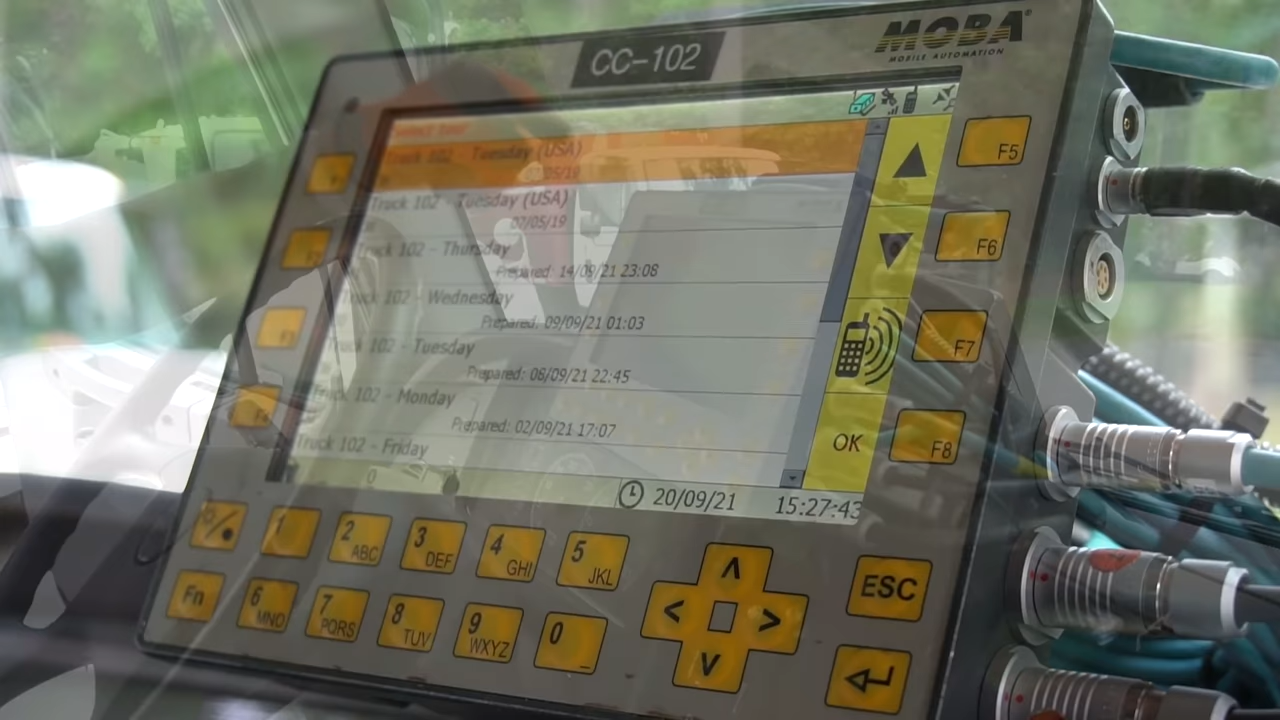 MOBA®
MOBILE AUTOMATION
CC-102
Select tour
Truck 102 - Tuesday (USA)
Truck 102 - Tuesday (USA)
07/05/19
Truck 102 - Thursday
Prepared: 14/09/21 23:08
Truck 102 - Wednesday
Prepared: 09/09/21 01:03
Truck 102 - Tuesday
Prepared: 06/09/21 22:45
Truck 102 - Monday
Prepared: 02/09/21 17:07
Truck 102 - Friday
0
20/09/21 15:27:43
OK
F5
F6
F7
F8
1 2 ABC 3 DEF 4 GHI 5 JKL
Fn 6 MNO 7 PQRS 8 TUV 9 WXYZ 0 _
ESC